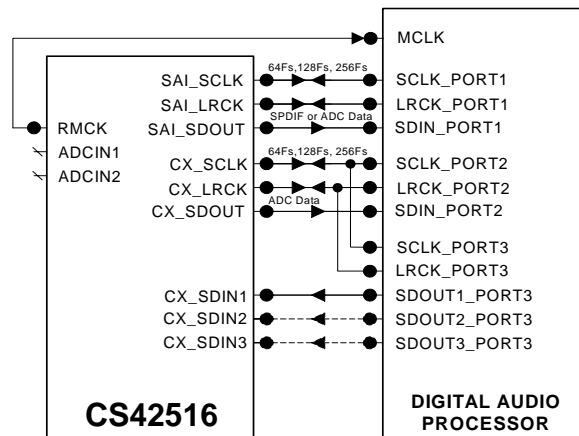 MCLK
64Fs,128Fs, 256Fs
SAI_SCLK
SCLK_PORT1
SAI_LRCK
LRCK_PORT1
SPDIF or ADC Data
RMCK
SAI_SDOUT
SDIN_PORT1
ADCIN1
64Fs,128Fs, 256Fs
CX_SCLK
SCLK_PORT2
ADCIN2
CX_LRCK
LRCK_PORT2
ADC Data
CX_SDOUT
SDIN_PORT2
SCLK_PORT3
LRCK_PORT3
CX_SDIN1
SDOUT1_PORT3
CX_SDIN2
SDOUT2_PORT3
CX_SDIN3
SDOUT3_PORT3
CS42516
DIGITAL AUDIO
PROCESSOR